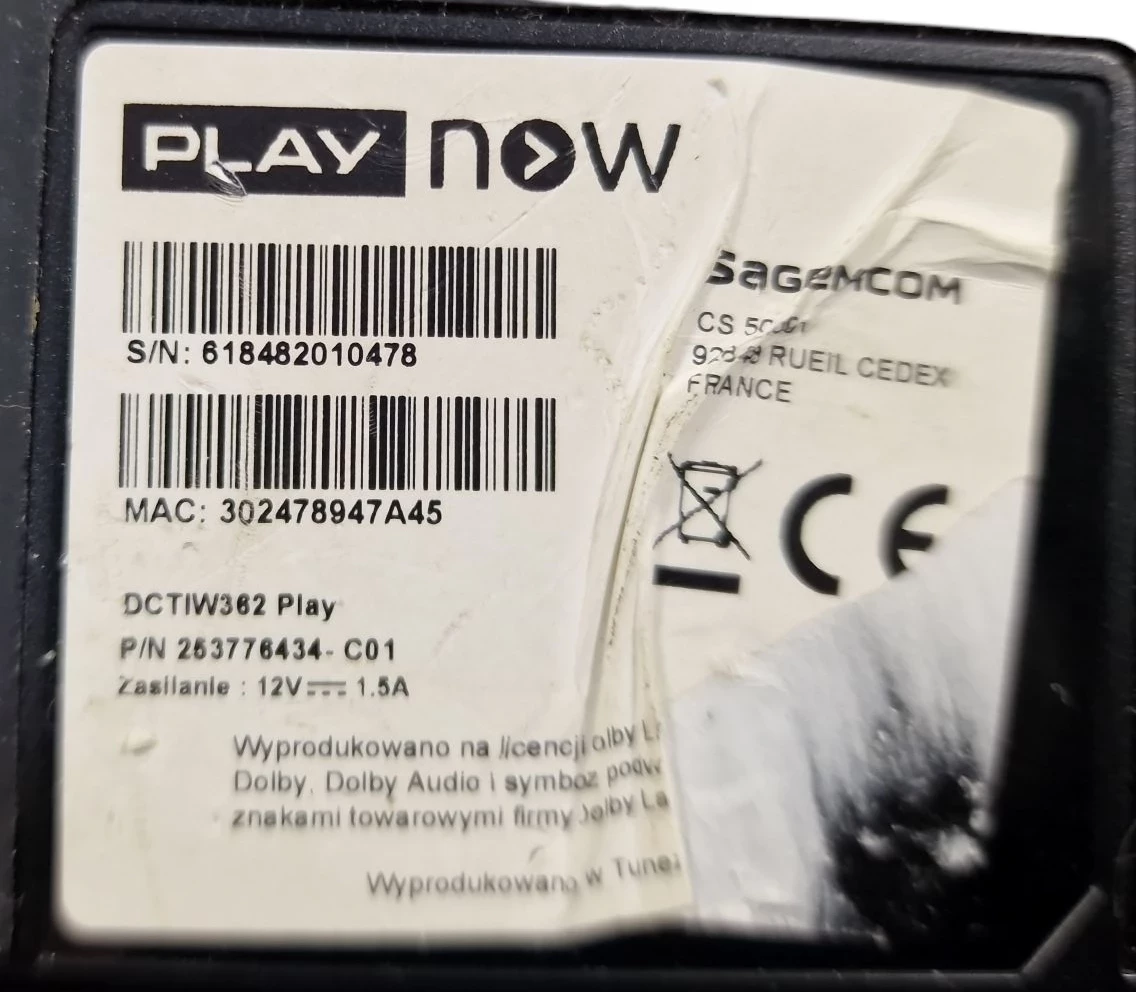 PLAY now
S/N: 618482010478
MAC: 302478947A45
DCTIW362 Play
P/N 253776434- C01
Zasilanie : 12V 1.5A
Wyprodukowano na licencji
Dolby, Dolby Audio i
znakami towarowymi firmy
Wyprodukowano w
SAGEMCOM
CS
RUEIL CEDEX
FRANCE
CE